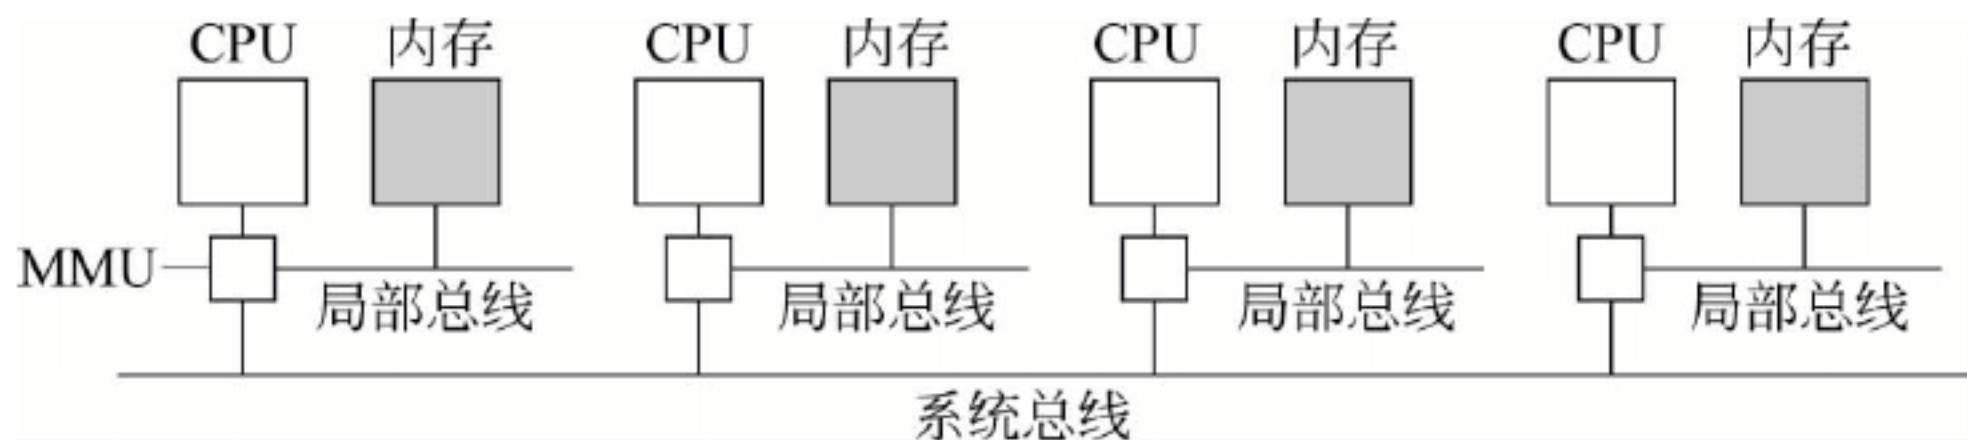 CPU 内存 CPU 内存 CPU 内存 CPU 内存
MMU 局部总线 局部总线 局部总线 局部总线
系统总线